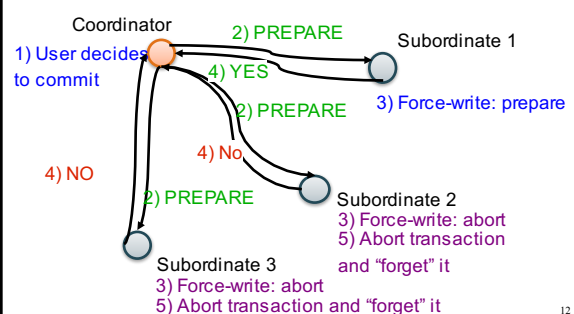 Coordinator
2) PREPARE
Subordinate 1
1) User decides
to commit
4) YES
3) Force-write: prepare
2) PREPARE
4) No
4) NO
2) PREPARE
Subordinate 2
3) Force-write: abort
5) Abort transaction
and “forget” it
Subordinate 3
3) Force-write: abort
5) Abort transaction and “forget” it
12